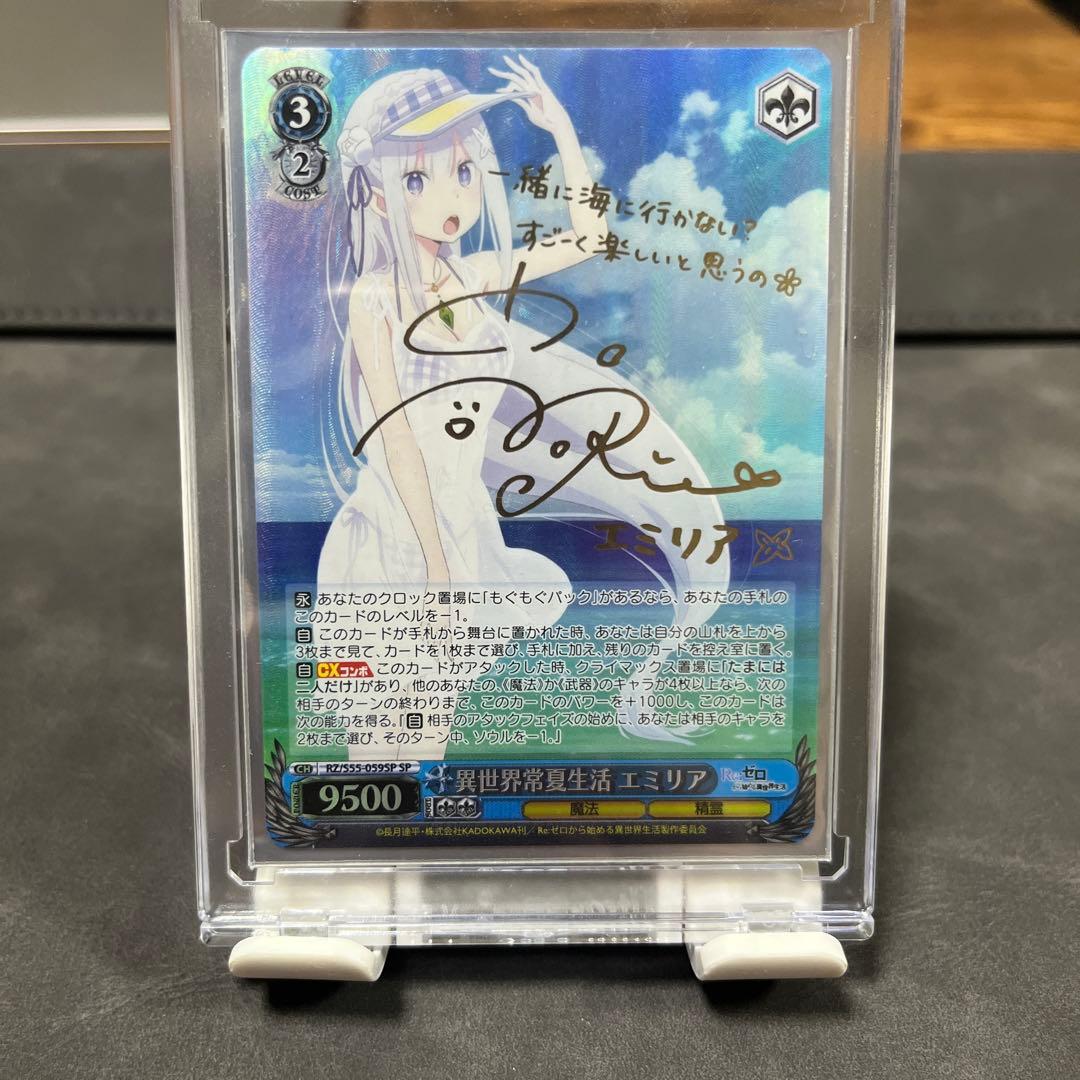 LEVEL
3
2
COST
一緒に海に行かない?
すごーく楽しいと思うの
Rie
エミリア
永 あなたのクロック置場に「もぐもぐパック」があるなら、あなたの手札の
このカードのレベルを－1。
自 このカードが手札から舞台に置かれた時、あなたは自分の山札を上から
3枚まで見て、カードを1枚まで選び、手札に加え、残りのカードを控え室に置く。
自 CXコンボ このカードがアタックした時、クライマックス置場に「たまには
二人だけ」があり、他のあなたの、《魔法》か《武器》のキャラが4枚以上なら、次の
相手のターンの終わりまで、このカードのパワーを＋1000し、このカードは
次の能力を得る。『自 相手のアタックフェイズの始めに、あなたは相手のキャラを
2枚まで選び、そのターン中、ソウルを－1。』
CH RZ/S55-059SP SP
異世界常夏生活 エミリア
Re:ゼロ
から始める異世界生活
9500
SOUL
魔法
精霊
©長月達平・株式会社KADOKAWA刊／Re:ゼロから始める異世界生活製作委員会